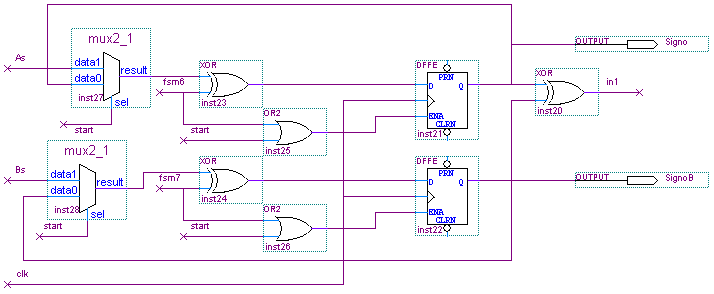 mux2_1
As
data1
data0
result
inst27
sel
start
fsm6
XOR
inst23
start
OR2
inst25
DFFE
PRN
D
Q
ENA
CLRN
inst21
XOR
in1
inst20
OUTPUT
Signo
mux2_1
Bs
data1
data0
result
inst28
sel
start
fsm7
XOR
inst24
start
OR2
inst26
DFFE
PRN
D
Q
ENA
CLRN
inst22
OUTPUT
SignoB
clk